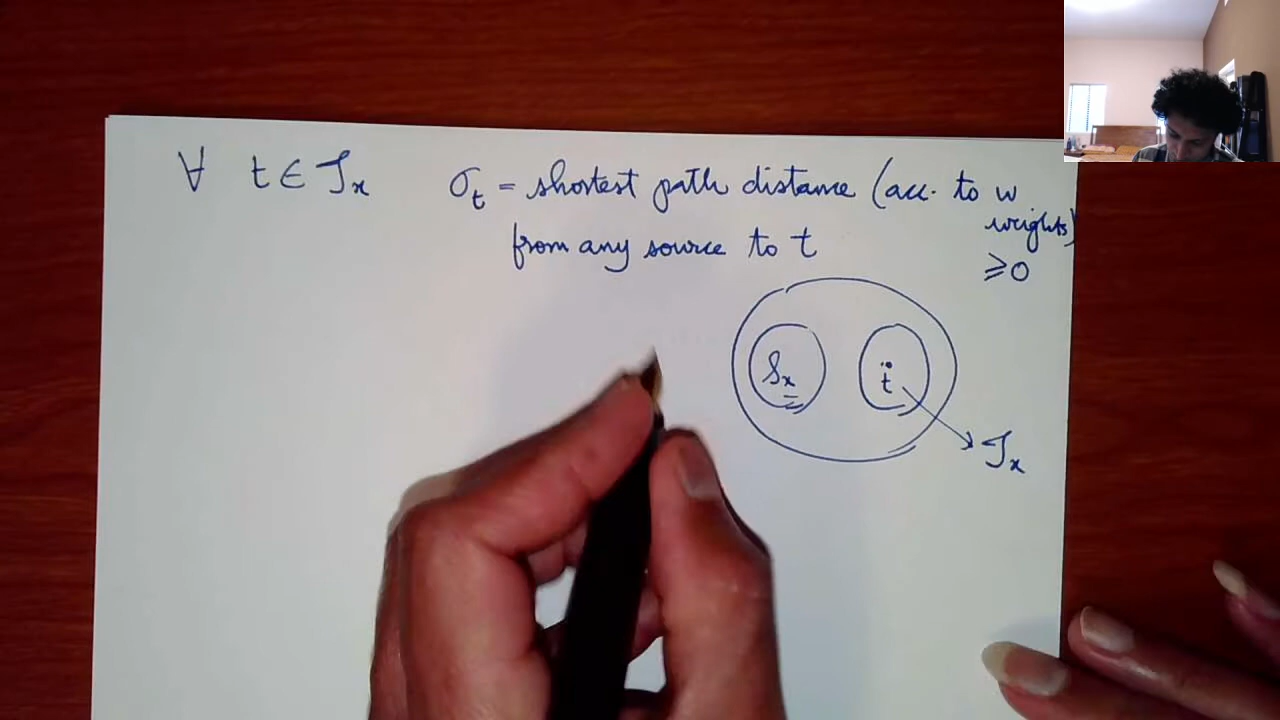 ∀ t ∈ 𝒯ₓ σₜ = shortest path distance (acc. to w weights)
from any source to t
⩾0
𝒮ₓ
t
𝒯ₓ